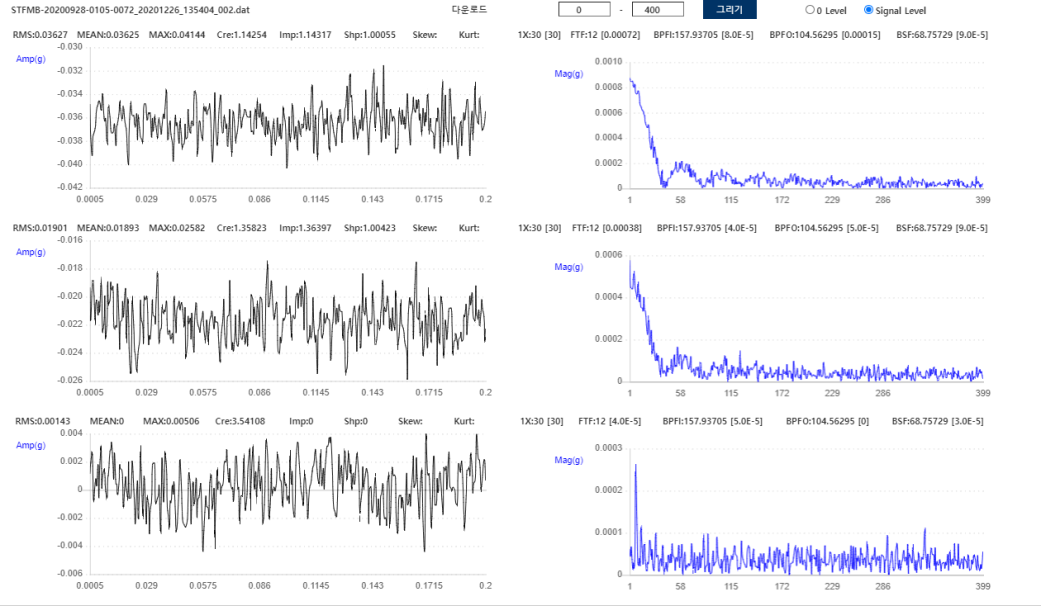 STFMB-20200928-0105-0072_20201226_135404_002.dat 다운로드 0 - 400 그리기 0 Level Signal Level
RMS:0.03627 MEAN:0.03625 MAX:0.04144 Cre:1.14254 Imp:1.14317 Shp:1.00055 Skew: Kurt:
Amp(g)
-0.030
-0.032
-0.034
-0.036
-0.038
-0.040
-0.042
0.0005 0.029 0.0575 0.086 0.1145 0.143 0.1715 0.2
1X:30 [30] FTF:12 [0.00072] BPFI:157.93705 [8.0E-5] BPFO:104.56295 [0.00015] BSF:68.75729 [9.0E-5]
Mag(g)
0.0010
0.0008
0.0006
0.0004
0.0002
0
1 58 115 172 229 286 399
RMS:0.01901 MEAN:0.01893 MAX:0.02582 Cre:1.35823 Imp:1.36397 Shp:1.00423 Skew: Kurt:
Amp(g)
-0.016
-0.018
-0.020
-0.022
-0.024
-0.026
0.0005 0.029 0.0575 0.086 0.1145 0.143 0.1715 0.2
1X:30 [30] FTF:12 [0.00038] BPFI:157.93705 [4.0E-5] BPFO:104.56295 [5.0E-5] BSF:68.75729 [9.0E-5]
Mag(g)
0.0006
0.0004
0.0002
0
1 58 115 172 229 286 399
RMS:0.00143 MEAN:0 MAX:0.00506 Cre:3.54108 Imp:0 Shp:0 Skew: Kurt:
Amp(g)
0.004
0.002
0
-0.002
-0.004
-0.006
0.0005 0.029 0.0575 0.086 0.1145 0.143 0.1715 0.2
1X:30 [30] FTF:12 [4.0E-5] BPFI:157.93705 [5.0E-5] BPFO:104.56295 [0] BSF:68.75729 [3.0E-5]
Mag(g)
0.0003
0.0002
0.0001
0
1 58 115 172 229 286 399